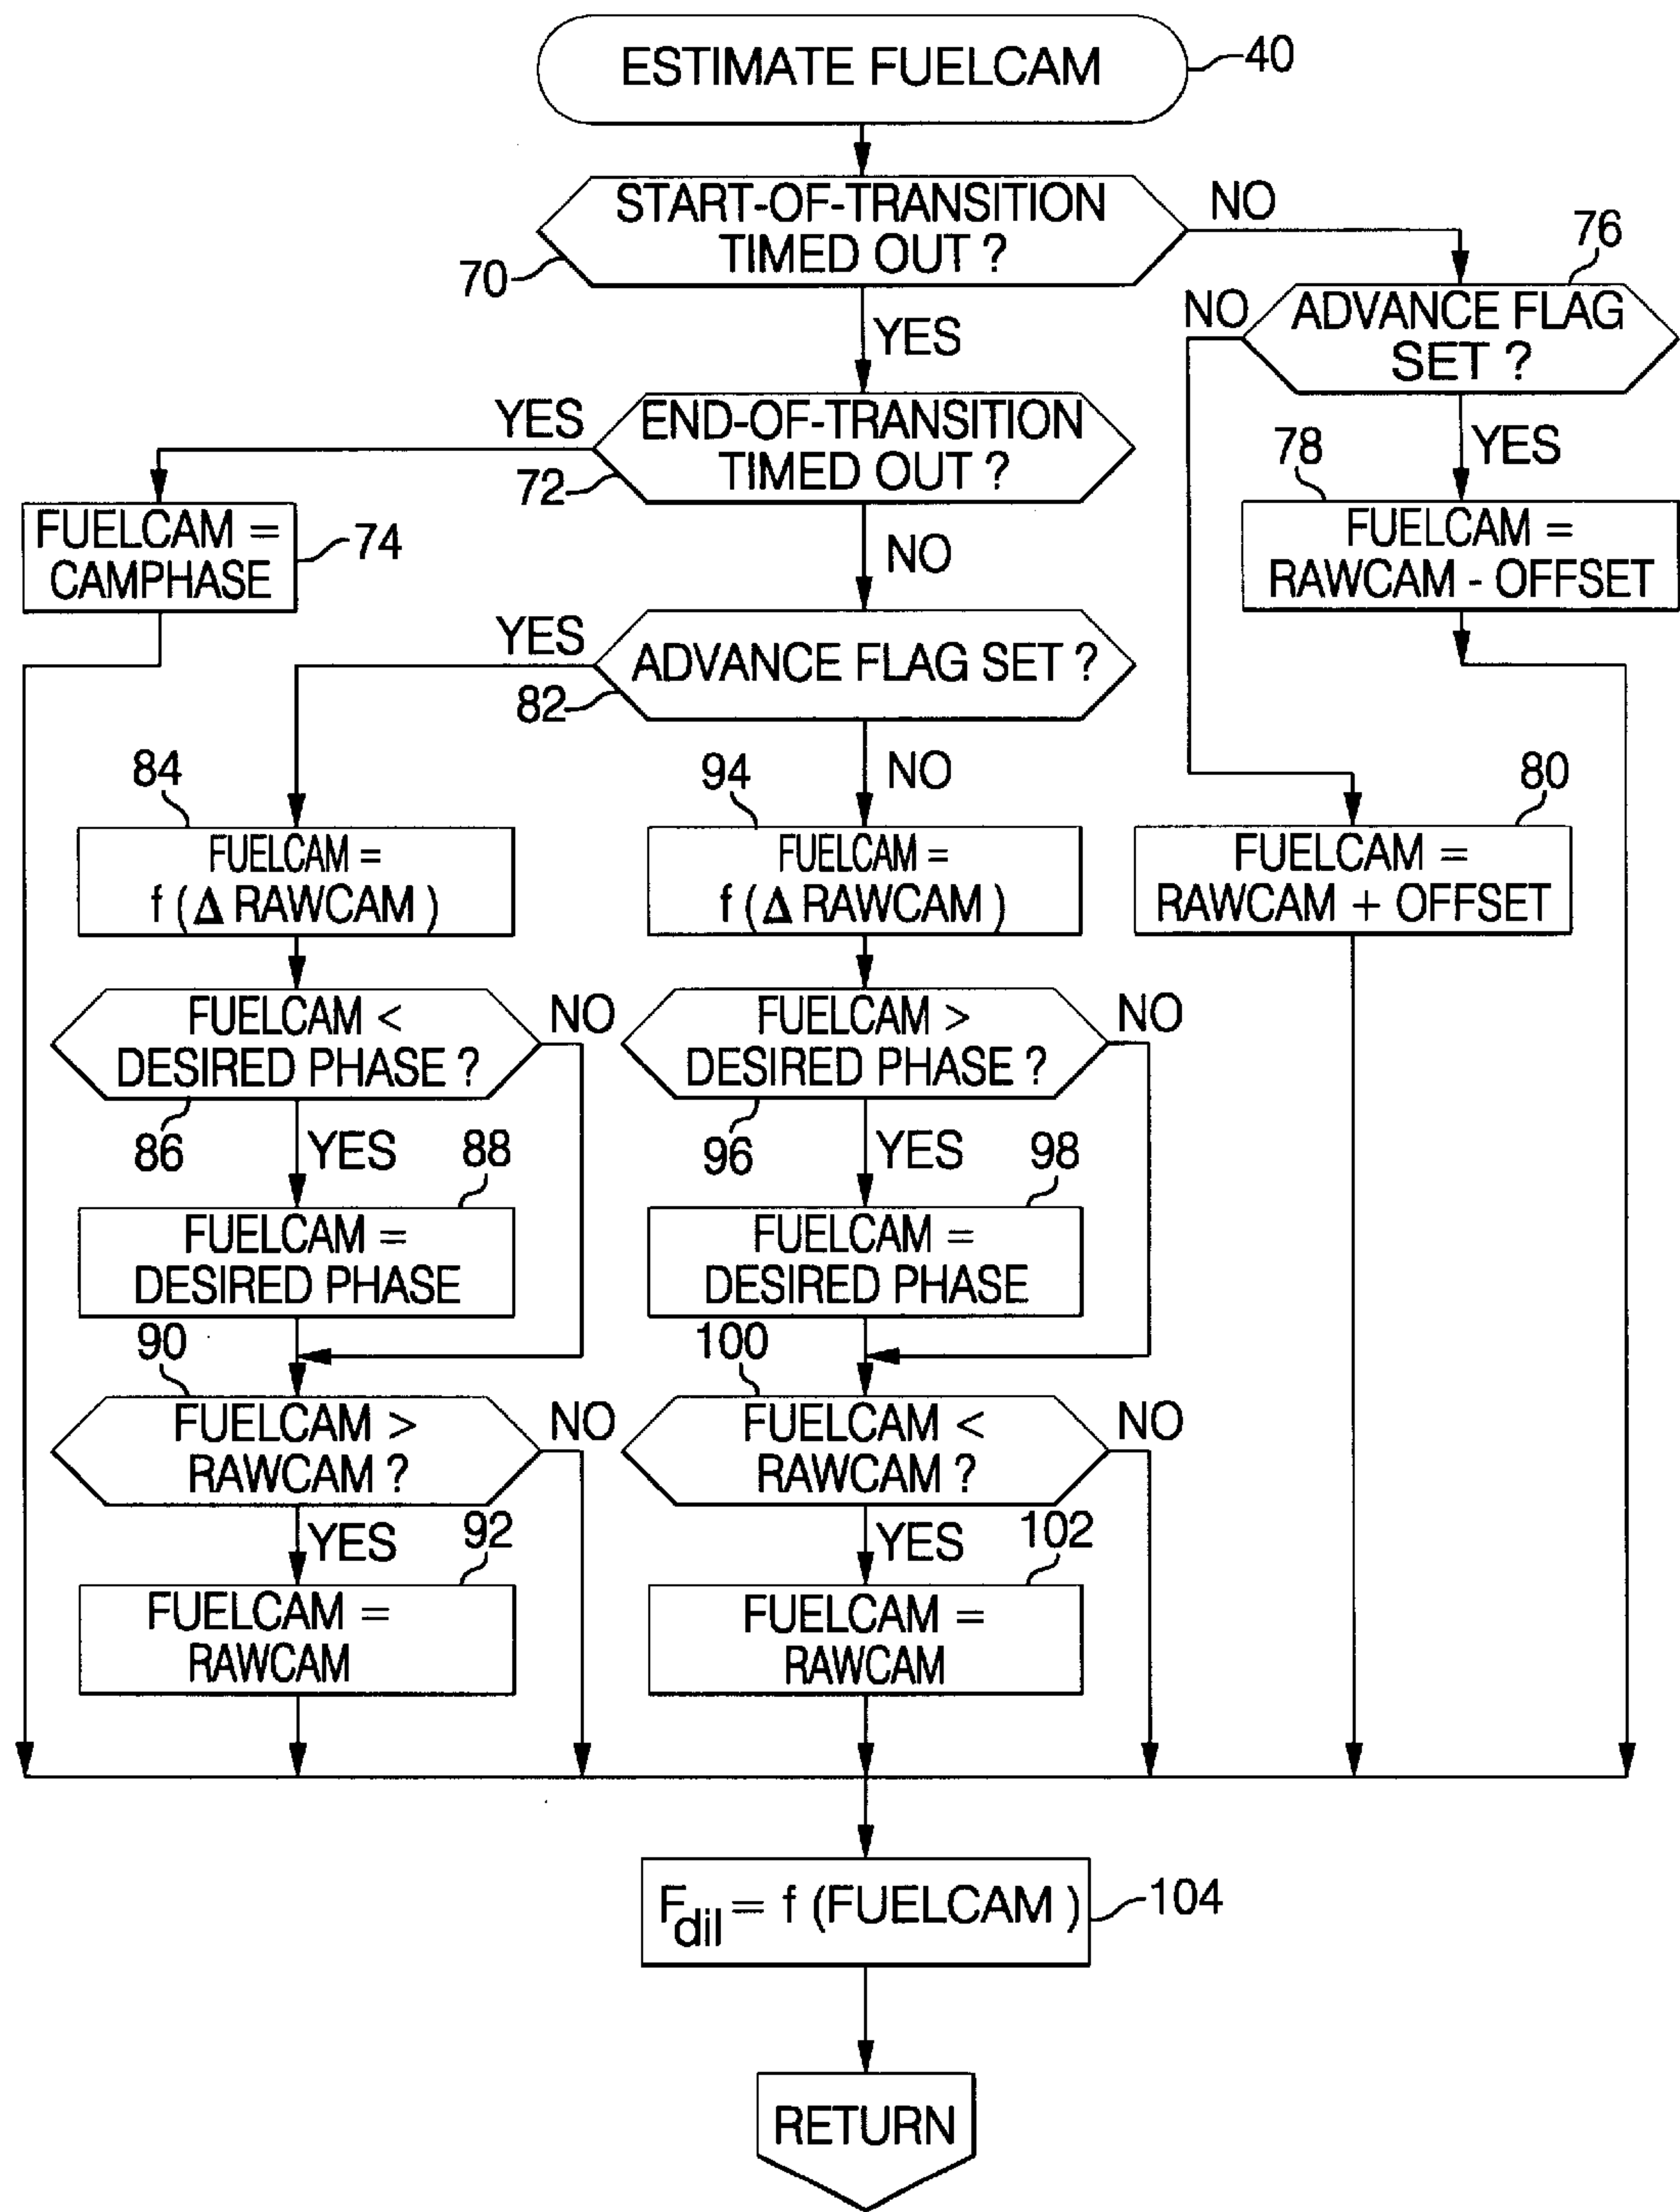 ESTIMATE FUELCAM
40
START-OF-TRANSITION
TIMED OUT ?
70
NO
YES
76
ADVANCE FLAG
SET ?
NO
YES
END-OF-TRANSITION
TIMED OUT ?
72
YES
NO
78
FUELCAM =
RAWCAM - OFFSET
FUELCAM =
CAMPHASE
74
YES
ADVANCE FLAG SET ?
82
NO
84
FUELCAM =
f ( Δ RAWCAM )
94
FUELCAM =
f ( Δ RAWCAM )
80
FUELCAM =
RAWCAM + OFFSET
FUELCAM <
DESIRED PHASE ?
NO
86
YES
FUELCAM >
DESIRED PHASE ?
NO
96
YES
88
FUELCAM =
DESIRED PHASE
98
FUELCAM =
DESIRED PHASE
90
FUELCAM >
RAWCAM ?
NO
YES
100
FUELCAM <
RAWCAM ?
NO
YES
92
FUELCAM =
RAWCAM
102
FUELCAM =
RAWCAM
Fdil = f (FUELCAM )
104
RETURN